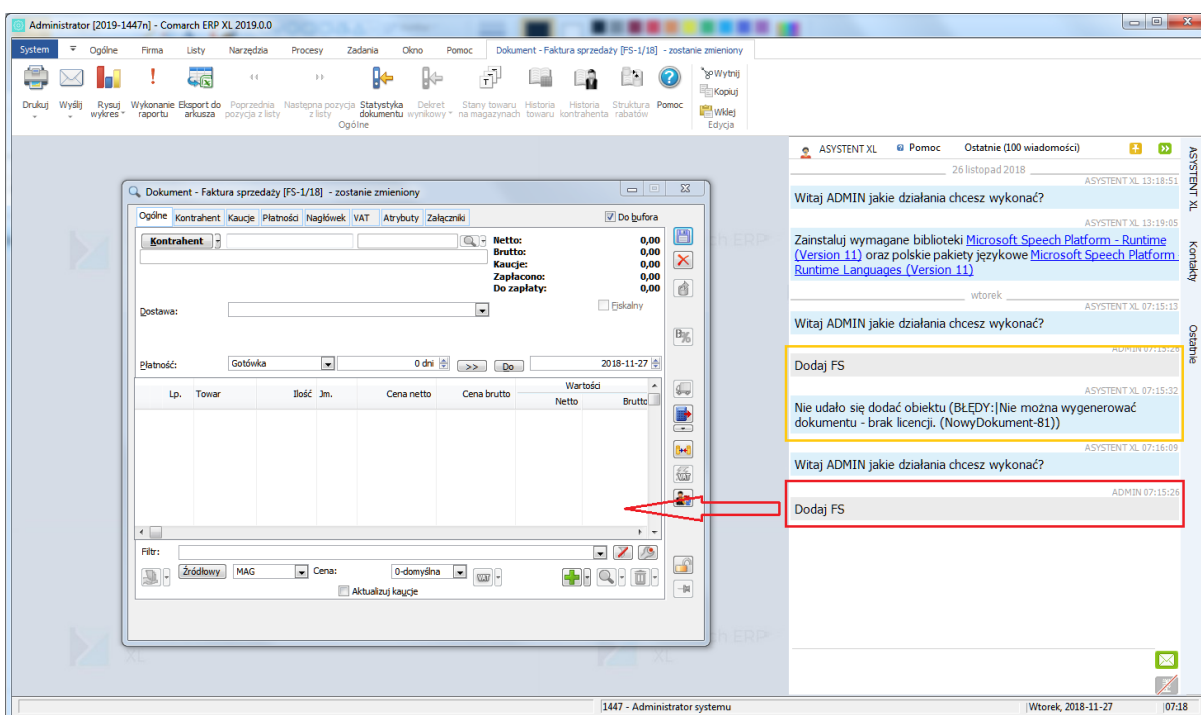 Administrator [2019-1447n] - Comarch ERP XL 2019.0.0
System Ogólne Firma Listy Narzędzia Procesy Zadania Okno Pomoc Dokument - Faktura sprzedaży [FS-1/18] - zostanie zmieniony
Drukuj Wyślij Rysuj wykres Wykonanie raportu Eksport do arkusza Poprzednia pozycja z listy Następna pozycja z listy Statystyka dokumentu Dekret wynikowy Stany towaru na magazynach Historia towaru Historia kontrahenta Struktura rabatów Pomoc
Wytnij
Kopiuj
Wklej
Ogólne Edycja
ASYSTENT XL Pomoc Ostatnie (100 wiadomości)
26 listopad 2018
ASYSTENT XL 13:18:51
Witaj ADMIN jakie działania chcesz wykonać?
ASYSTENT XL 13:19:05
Zainstaluj wymagane biblioteki Microsoft Speech Platform - Runtime
(Version 11) oraz polskie pakiety językowe Microsoft Speech Platform -
Runtime Languages (Version 11)
wtorek
ASYSTENT XL 07:15:13
Witaj ADMIN jakie działania chcesz wykonać?
ADMIN 07:15:26
Dodaj FS
ASYSTENT XL 07:15:32
Nie udało się dodać obiektu (BŁĘDY:|Nie można wygenerować
dokumentu - brak licencji. (NowyDokument-81))
ASYSTENT XL 07:16:09
Witaj ADMIN jakie działania chcesz wykonać?
ADMIN 07:15:26
Dodaj FS
ASYSTENT XL
Kontakty
Ostatnie
Dokument - Faktura sprzedaży [FS-1/18] - zostanie zmieniony
Ogólne Kontrahent Kaucje Płatności Nagłówek VAT Atrybuty Załączniki Do bufora
Kontrahent
Netto: 0,00
Brutto: 0,00
Kaucje: 0,00
Zapłacono: 0,00
Do zapłaty: 0,00
Dostawa: Fiskalny
Płatność: Gotówka 0 dni >> Do 2018-11-27
Lp. Towar Ilość Jm. Cena netto Cena brutto Wartości
Netto Brutto
Filtr:
Źródłowy MAG Cena: 0-domyślna VAT
Aktualizuj kaucje
ch ERP
ch ERP
XL
XL
1447 - Administrator systemu Wtorek, 2018-11-27 07:18